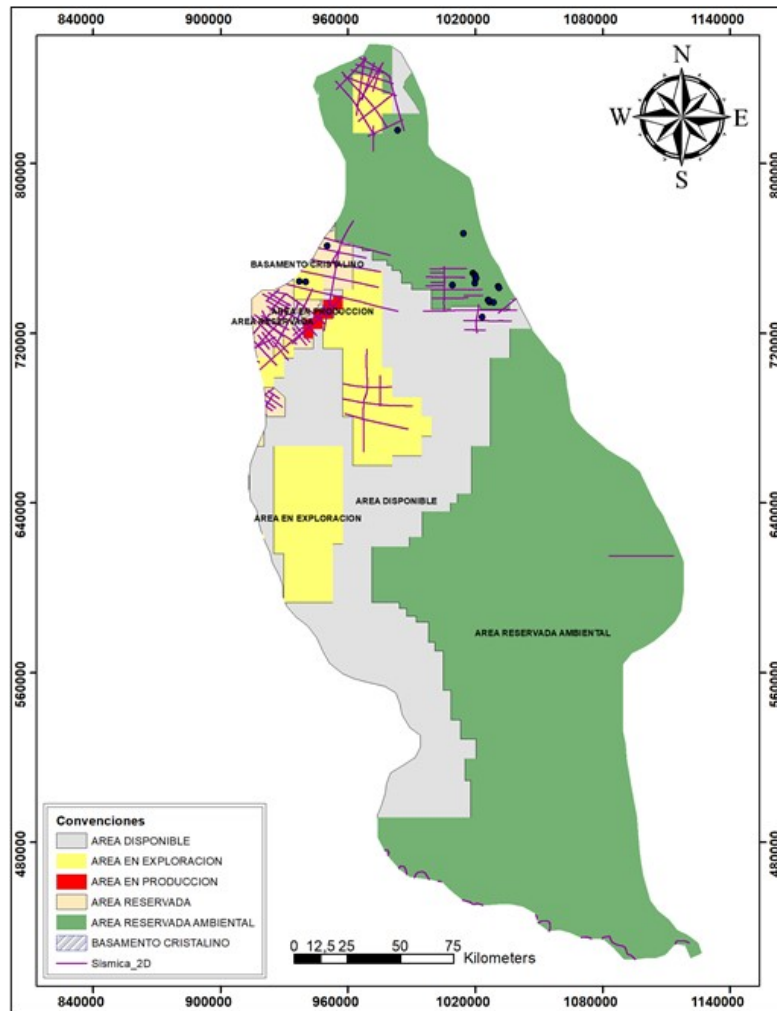 840000 900000 960000 1020000 1080000 1140000
N
W E
S
800000 800000
BASAMENTO CRISTALINO
AREA EN PRODUCCION
AREA RESERVADA
720000 720000
640000 640000
AREA DISPONIBLE
AREA EN EXPLORACION
AREA RESERVADA AMBIENTAL
560000 560000
480000 480000
Convenciones
AREA DISPONIBLE
AREA EN EXPLORACION
AREA EN PRODUCCION
AREA RESERVADA
AREA RESERVADA AMBIENTAL
BASAMENTO CRISTALINO
Sísmica_2D
0 12,5 25 50 75
Kilometers
840000 900000 960000 1020000 1080000 1140000